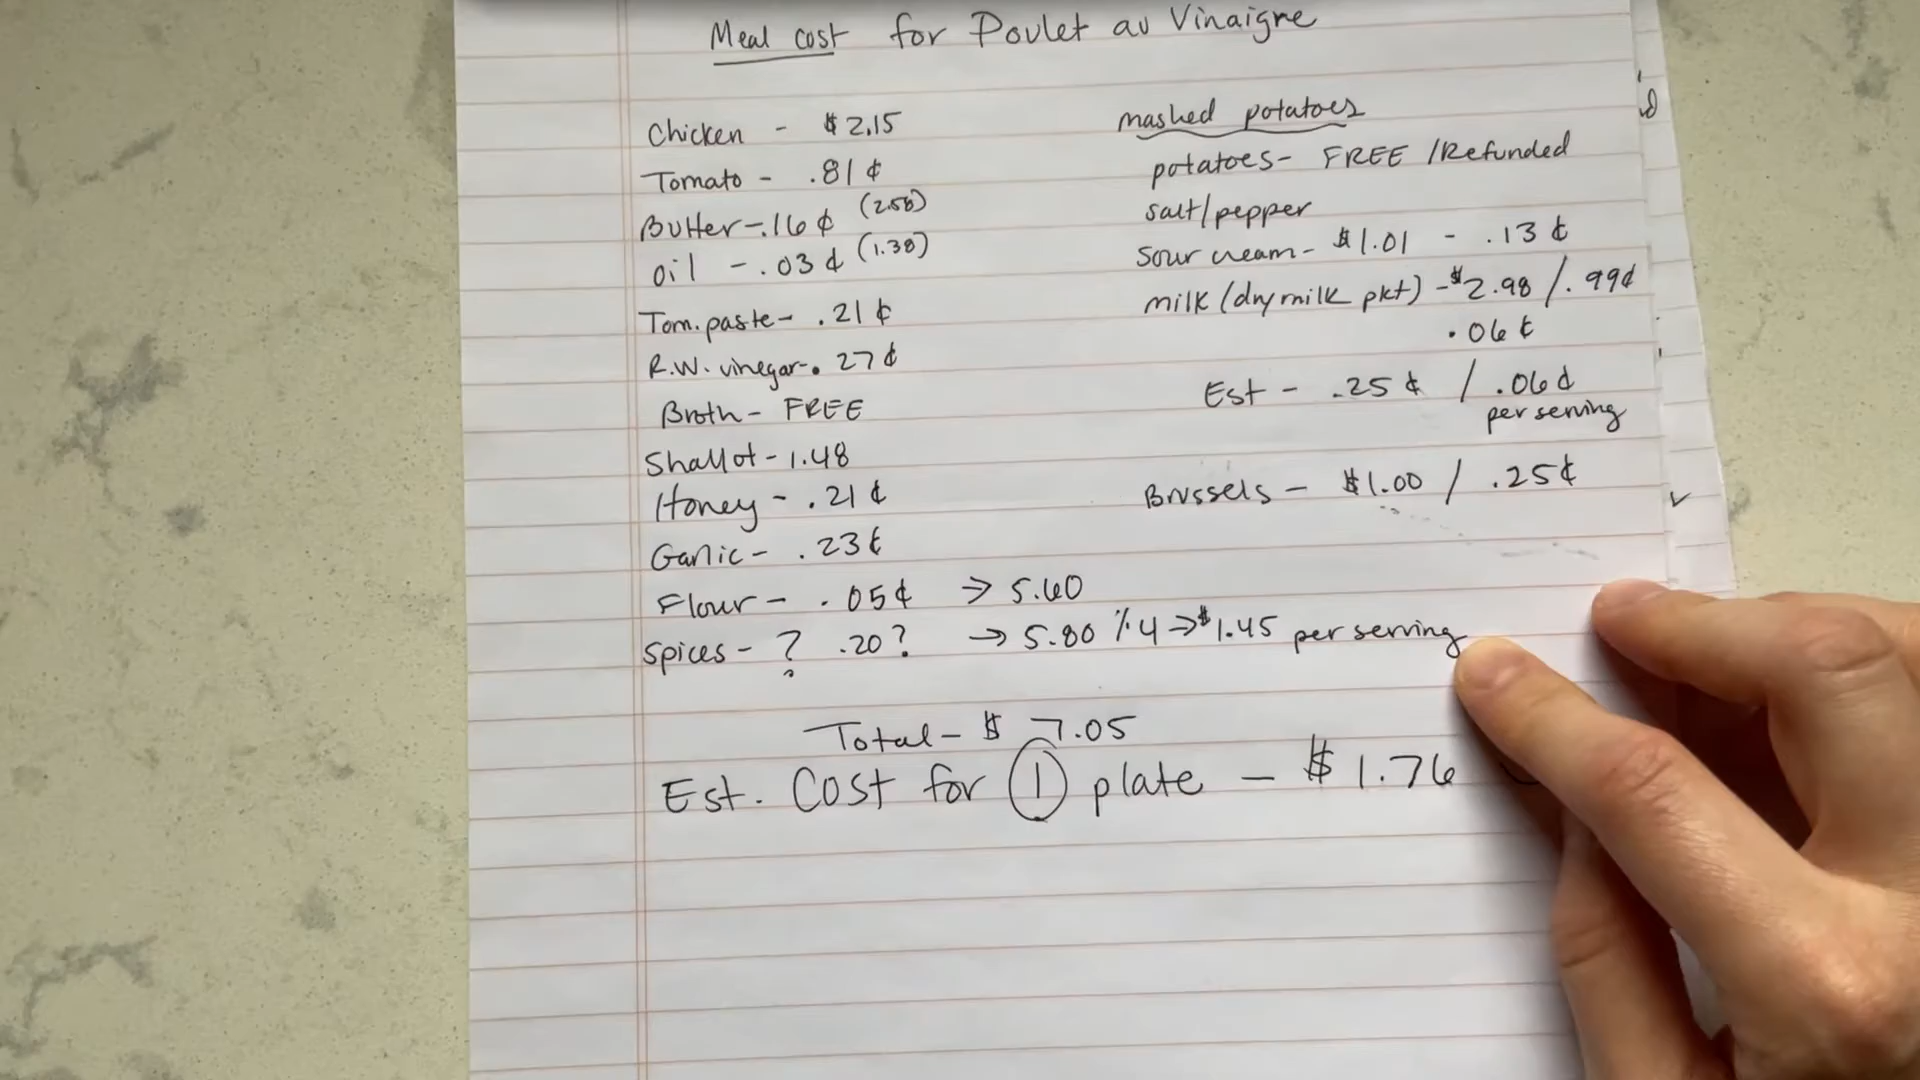 Meal cost for Poulet au Vinaigre
Chicken - $2.15
Tomato - .81¢
Butter - .16¢ (2.58)
oil - .03¢ (1.38)
Tom. paste - .21¢
R.W. vinegar - .27¢
Broth - FREE
Shallot - 1.48
Honey - .21¢
Garlic - .23¢
Flour - .05¢ → 5.60
Spices - ? .20? → 5.80 ٪4 → $1.45 per serving
mashed potatoes
potatoes - FREE /Refunded
salt/pepper
Sour cream - $1.01 - .13¢
milk (dry milk pkt) - $2.98 / .99¢
.06¢
Est - .25¢ / .06¢
per serving
Brussels - $1.00 / .25¢
Total - $ 7.05
Est. Cost for 1 plate - $1.76